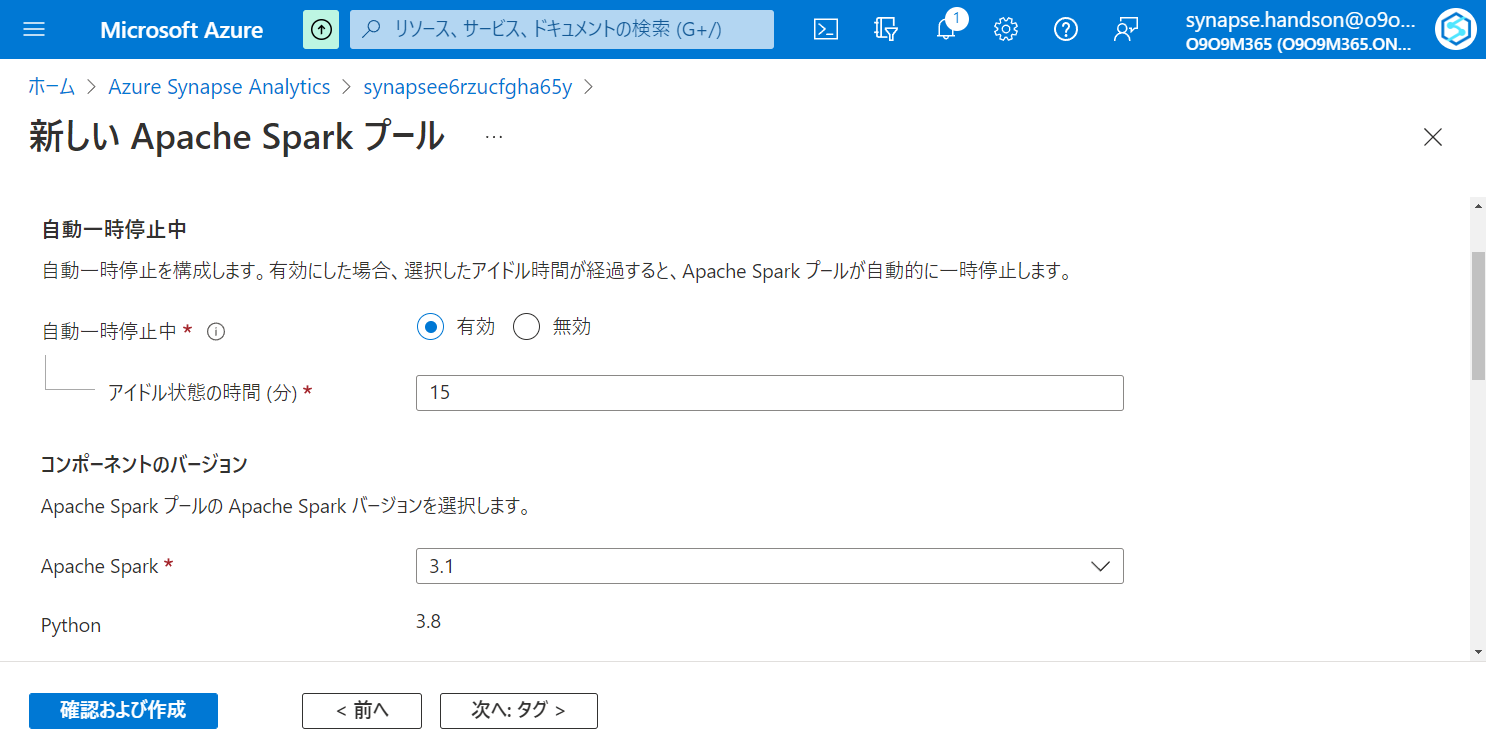 Microsoft Azure
リソース、サービス、ドキュメントの検索 (G+/)
1
synapse.handson@o9o...
O9O9M365 (O9O9M365.ON...
ホーム > Azure Synapse Analytics > synapsee6rzucfgha65y >
新しい Apache Spark プール ...
自動一時停止中
自動一時停止を構成します。有効にした場合、選択したアイドル時間が経過すると、Apache Spark プールが自動的に一時停止します。
自動一時停止中 * 有効 無効
アイドル状態の時間 (分) * 15
コンポーネントのバージョン
Apache Spark プールの Apache Spark バージョンを選択します。
Apache Spark * 3.1
Python 3.8
確認および作成 < 前へ 次へ: タグ >